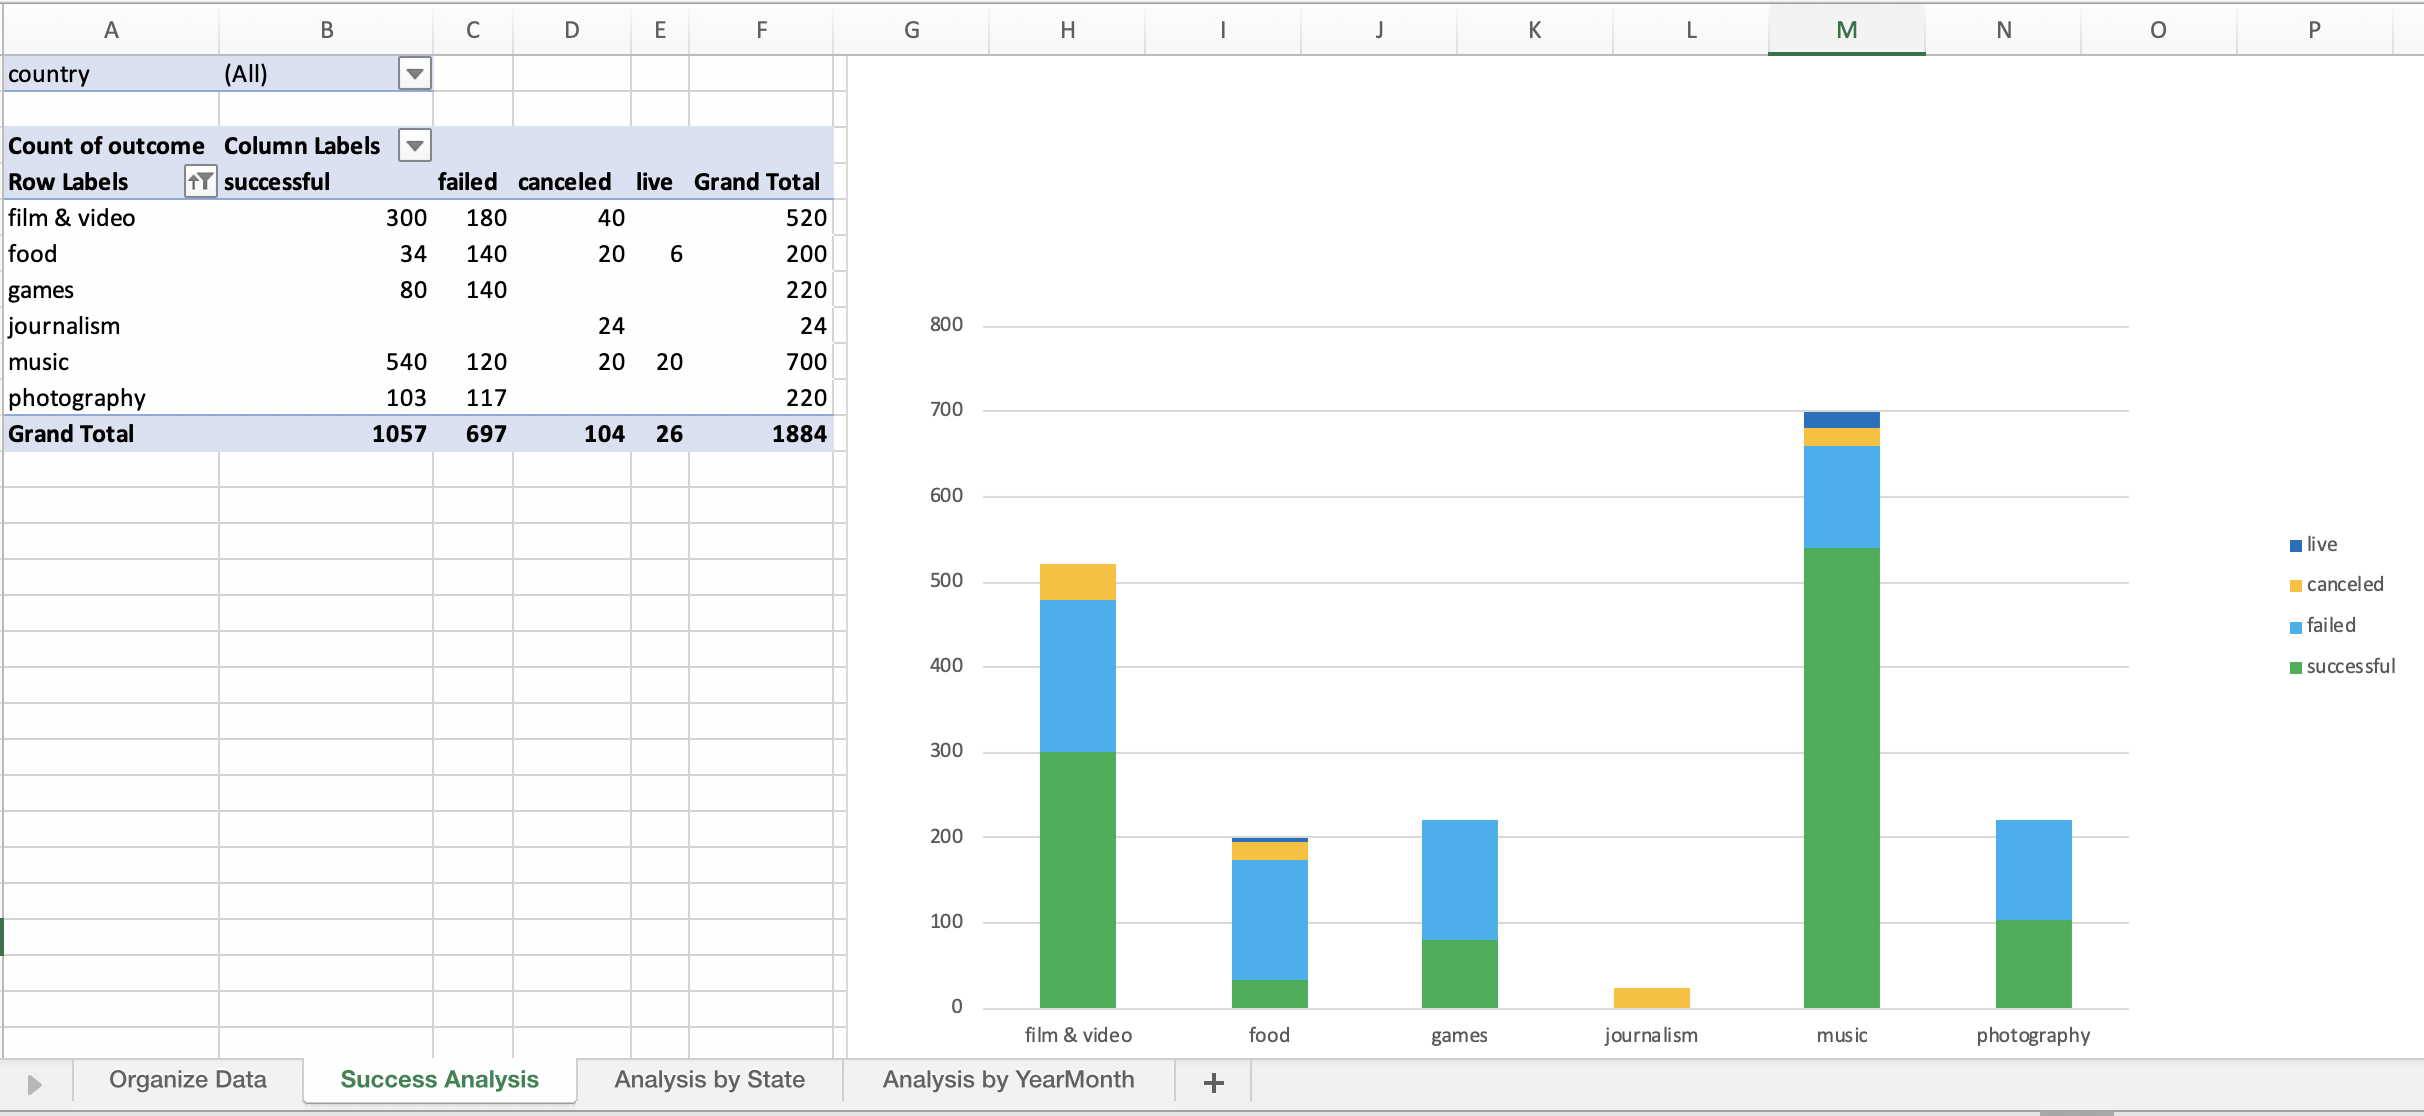 A B C D E F G H I J K L M N O P
country (All)
Count of outcome Column Labels
Row Labels successful failed canceled live Grand Total
film & video 300 180 40 520
food 34 140 20 6 200
games 80 140 220
journalism 24 24
music 540 120 20 20 700
photography 103 117 220
Grand Total 1057 697 104 26 1884
800
700
600
500
400
300
200
100
0
film & video food games journalism music photography
live
canceled
failed
successful
Organize Data Success Analysis Analysis by State Analysis by YearMonth +